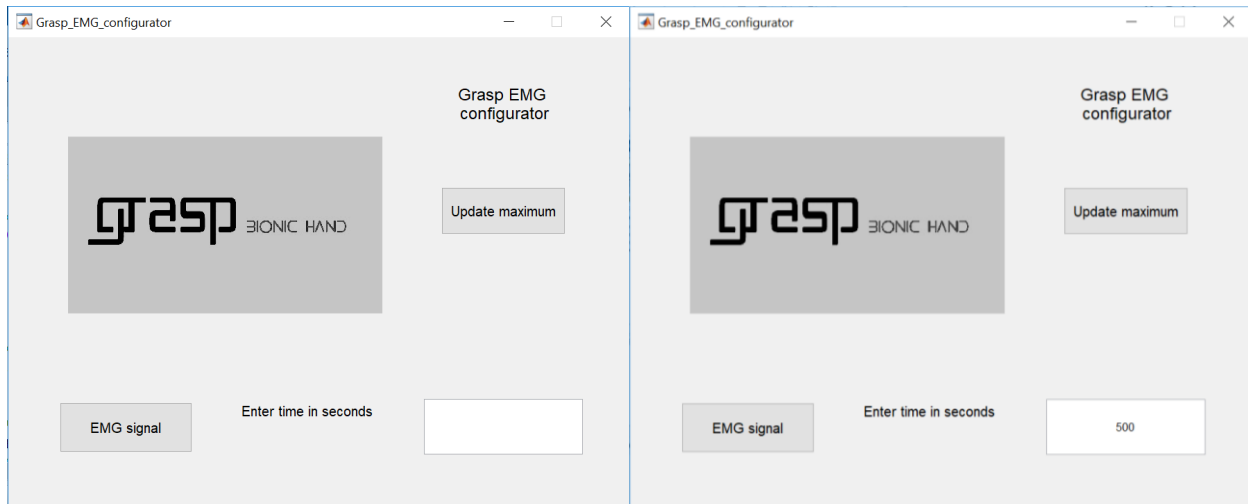 Grasp_EMG_configurator
Grasp EMG
configurator
grasp BIONIC HAND
Update maximum
Enter time in seconds
EMG signal
Grasp_EMG_configurator
Grasp EMG
configurator
grasp BIONIC HAND
Update maximum
Enter time in seconds
EMG signal
500